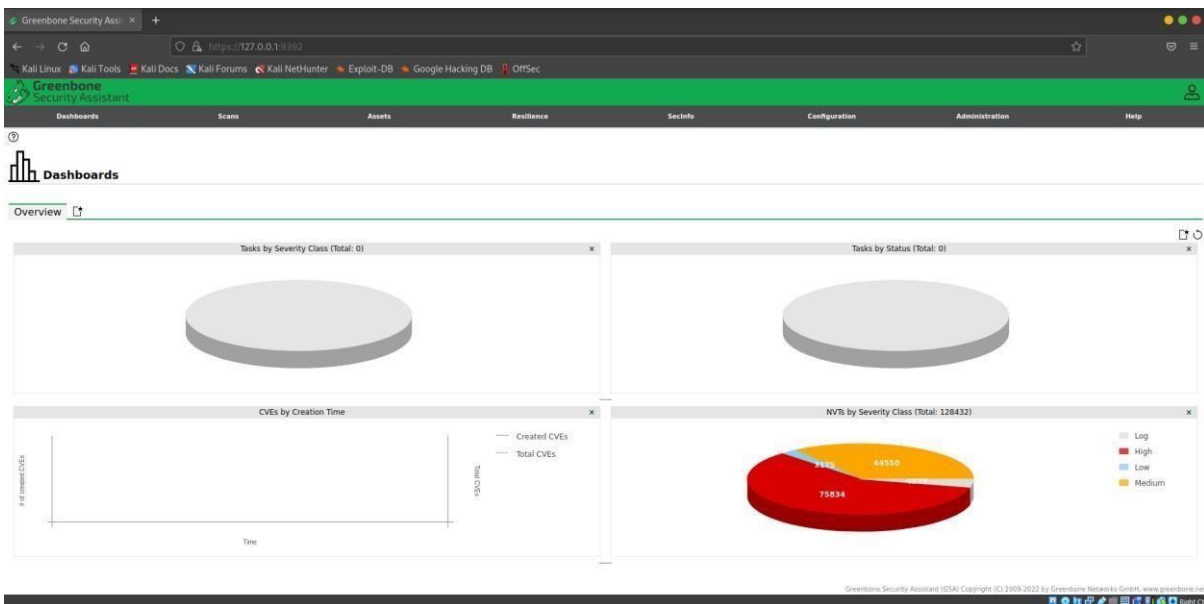 Greenbone Security Assis
https://127.0.0.1:9392
Kali Linux Kali Tools Kali Docs Kali Forums Kali NetHunter Exploit-DB Google Hacking DB OffSec
Greenbone
Security Assistant
Dashboards Scans Assets Resilience SecInfo Configuration Administration Help
Dashboards
Overview
Tasks by Severity Class (Total: 0)
Tasks by Status (Total: 0)
CVEs by Creation Time
# of created CVEs
Time
Total CVEs
Created CVEs
Total CVEs
NVTs by Severity Class (Total: 128432)
3175
44550
75834
Log
High
Low
Medium
Greenbone Security Assistant (GSA) Copyright (C) 2009-2022 by Greenbone Networks GmbH, www.greenbone.ne
Right C